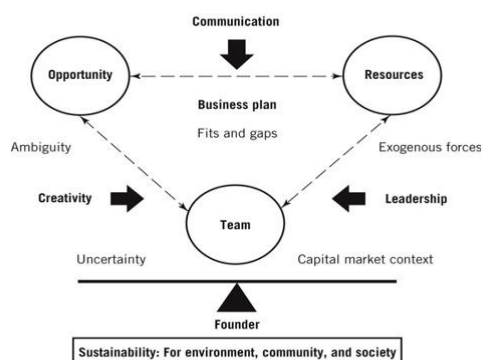 Communication
Opportunity
Resources
Business plan
Fits and gaps
Ambiguity
Exogenous forces
Creativity
Leadership
Team
Uncertainty
Capital market context
Founder
Sustainability: For environment, community, and society